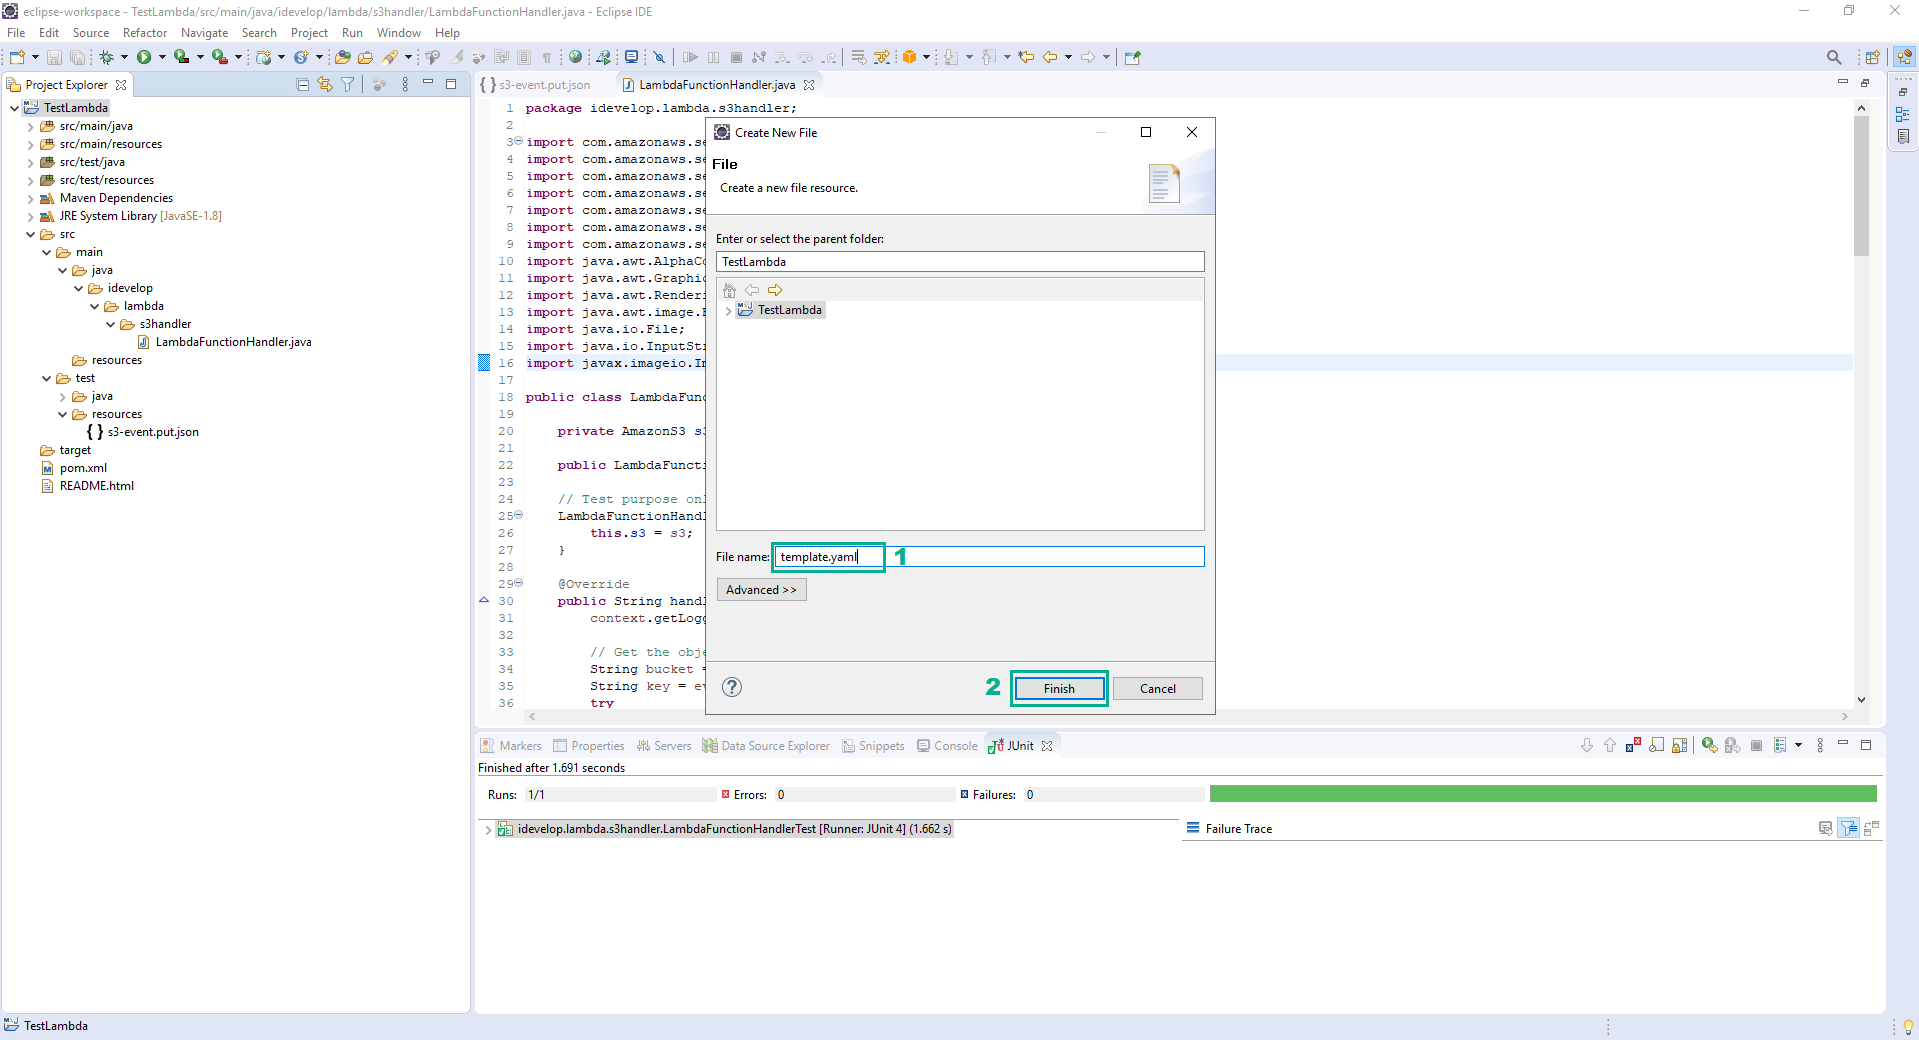 eclipse-workspace - TestLambda/src/main/java/idevelop/lambda/s3handler/LambdaFunctionHandler.java - Eclipse IDE
File Edit Source Refactor Navigate Search Project Run Window Help
Project Explorer
TestLambda
src/main/java
src/main/resources
src/test/java
src/test/resources
Maven Dependencies
JRE System Library [JavaSE-1.8]
src
main
java
idevelop
lambda
s3handler
LambdaFunctionHandler.java
resources
test
java
resources
{ } s3-event.put.json
target
pom.xml
README.html
{ } s3-event.put.json
LambdaFunctionHandler.java
1 package idevelop.lambda.s3handler;
2
3 import com.amazonaws.se
4 import com.amazonaws.se
5 import com.amazonaws.se
6 import com.amazonaws.se
7 import com.amazonaws.se
8 import com.amazonaws.se
9 import com.amazonaws.se
10 import java.awt.AlphaCo
11 import java.awt.Graphic
12 import java.awt.Renderi
13 import java.awt.image.B
14 import java.io.File;
15 import java.io.InputStr
16 import javax.imageio.Im
17
18 public class LambdaFunc
19
20 private AmazonS3 s3
21
22 public LambdaFuncti
23
24 // Test purpose onl
25 LambdaFunctionHandl
26 this.s3 = s3;
27 }
28
29 @Override
30 public String handl
31 context.getLogg
32
33 // Get the obje
34 String bucket =
35 String key = ev
36 try
Create New File
File
Create a new file resource.
Enter or select the parent folder:
TestLambda
TestLambda
File name: template.yaml 1
Advanced >>
2 Finish Cancel
Markers Properties Servers Data Source Explorer Snippets Console JUnit
Finished after 1.691 seconds
Runs: 1/1 Errors: 0 Failures: 0
idevelop.lambda.s3handler.LambdaFunctionHandlerTest [Runner: JUnit 4] (1.662 s)
Failure Trace
TestLambda